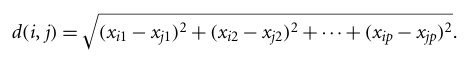 d(i, j) = √(x_{i1} − x_{j1})² + (x_{i2} − x_{j2})² + ⋯ + (x_{ip} − x_{jp})².